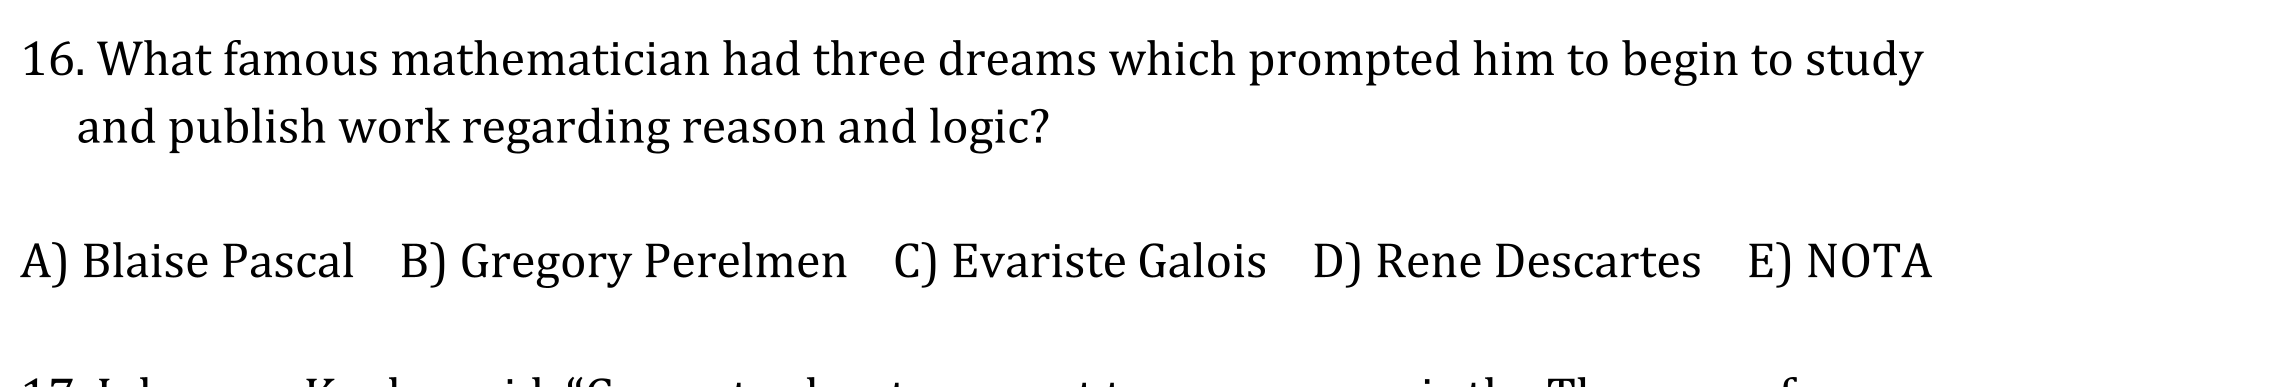 16. What famous mathematician had three dreams which prompted him to begin to study
and publish work regarding reason and logic?
A) Blaise Pascal B) Gregory Perelmen C) Evariste Galois D) Rene Descartes E) NOTA